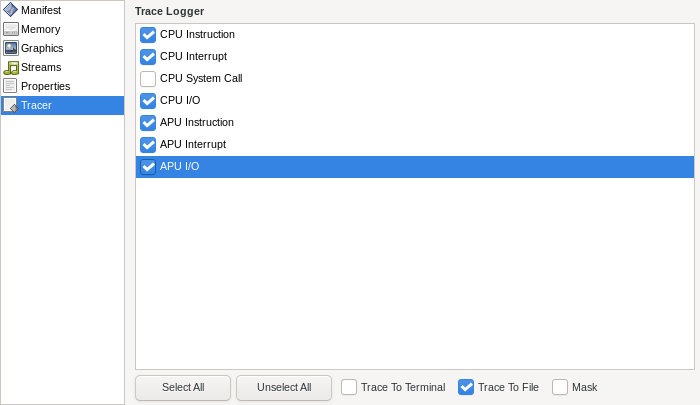 Manifest
Memory
Graphics
Streams
Properties
Tracer
Trace Logger
CPU Instruction
CPU Interrupt
CPU System Call
CPU I/O
APU Instruction
APU Interrupt
APU I/O
Select All Unselect All Trace To Terminal Trace To File Mask